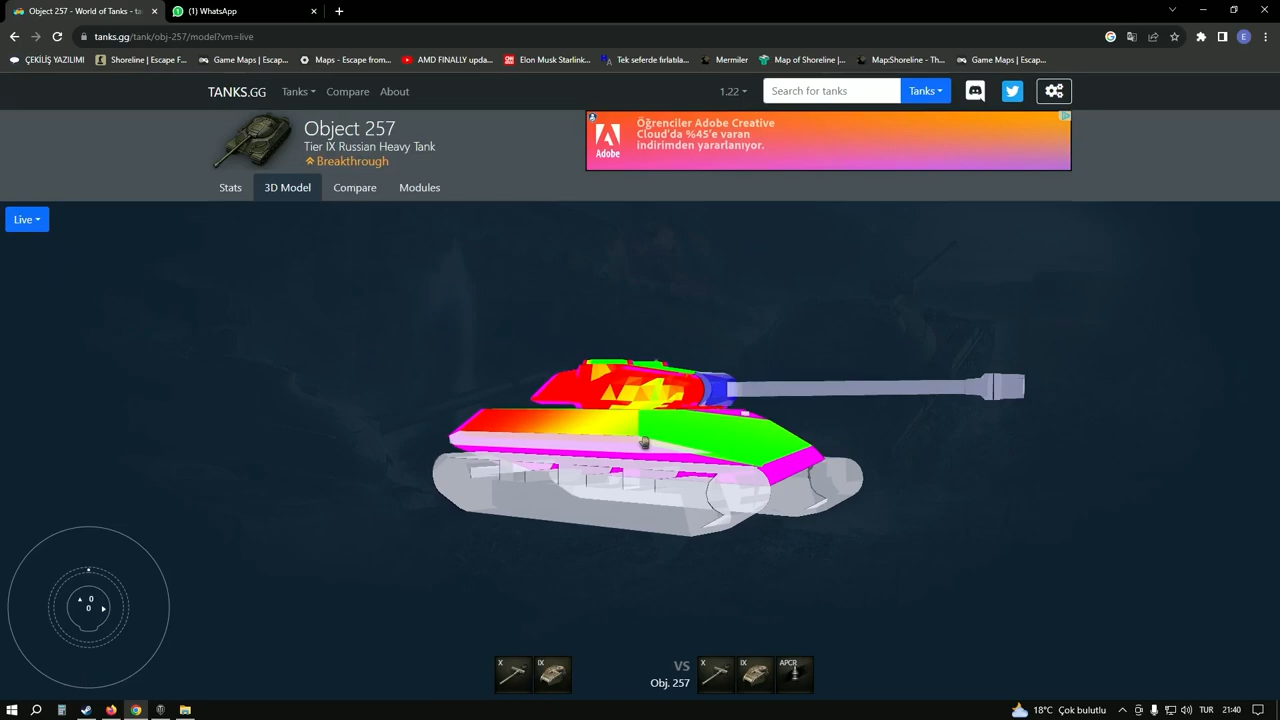 Object 257 - World of Tanks - ta
(1) WhatsApp
tanks.gg/tank/obj-257/model?vm=live
E
ÇEKİLİŞ YAYILIMI
Shoreline | Escape F...
Game Maps | Escap...
Maps - Escape from...
AMD FINALLY upda...
Elon Musk Starlink...
Tek seferde fırlatıla...
Mermiler
Map of Shoreline |...
Map:Shoreline - Th...
Game Maps | Escap...
TANKS.GG
Tanks
Compare
About
1.22
Search for tanks
Tanks
Object 257
Tier IX Russian Heavy Tank
Breakthrough
Adobe
Öğrenciler Adobe Creative
Cloud'da %45'e varan
indirimden yararlanıyor.
Stats
3D Model
Compare
Modules
Live
0
0
X
IX
VS
Obj. 257
X
IX
APCR
18°C Çok bulutlu
TUR
21:40